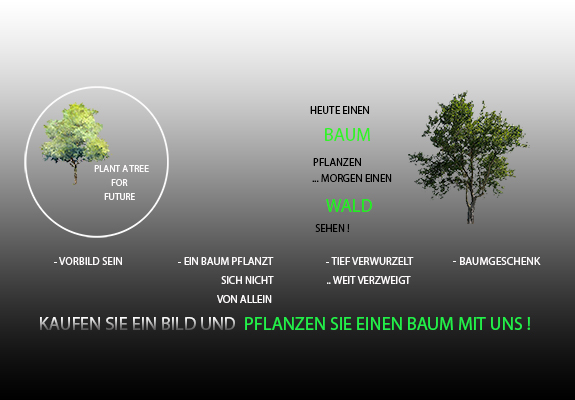 PLANT A TREE
FOR
FUTURE
HEUTE EINEN
BAUM
PFLANZEN
... MORGEN EINEN
WALD
SEHEN !
- VORBILD SEIN
- EIN BAUM PFLANZT
SICH NICHT
VON ALLEIN
- TIEF VERWURZELT
.. WEIT VERZWEIGT
- BAUMGESCHENK
KAUFEN SIE EIN BILD UND PFLANZEN SIE EINEN BAUM MIT UNS !